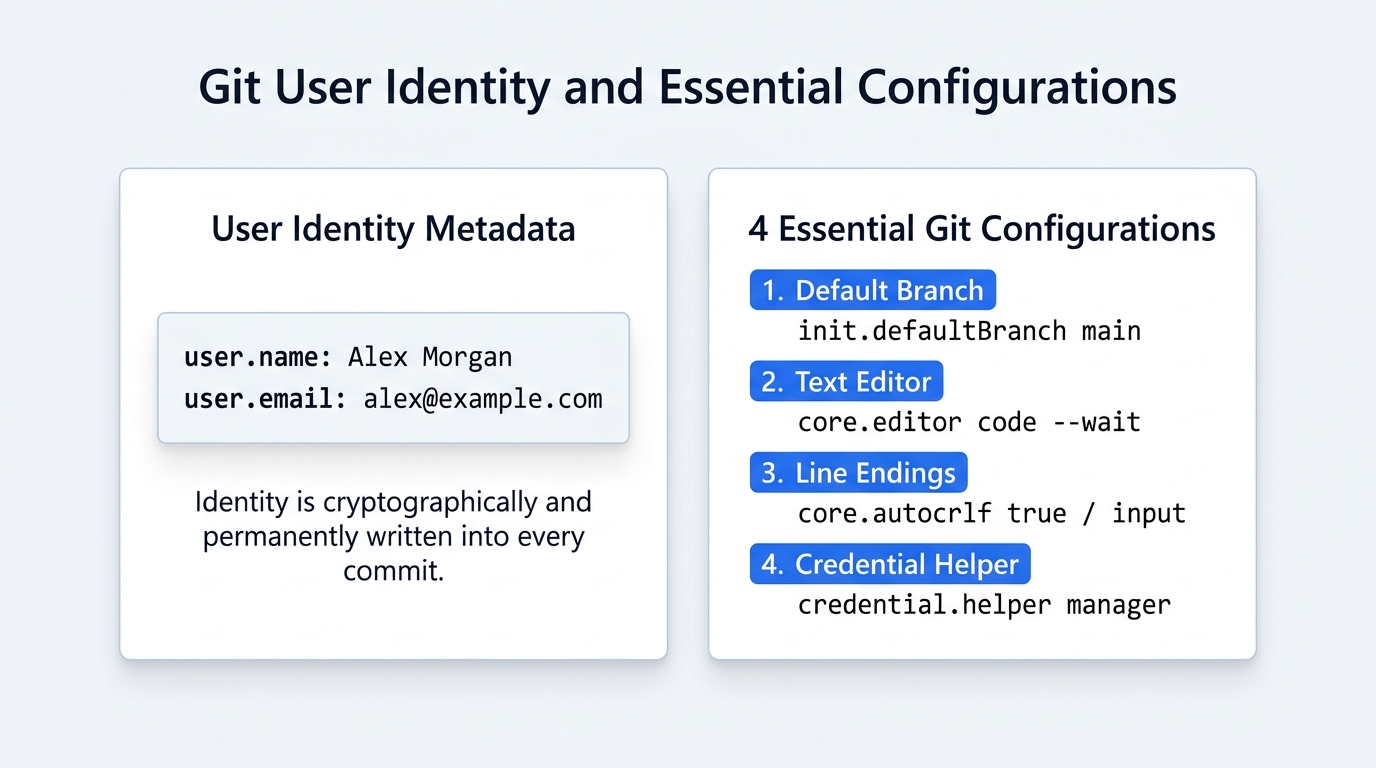 Git User Identity and Essential Configurations
User Identity Metadata
user.name: Alex Morgan
user.email: alex@example.com
Identity is cryptographically and
permanently written into every
commit.
4 Essential Git Configurations
1. Default Branch
init.defaultBranch main
2. Text Editor
core.editor code --wait
3. Line Endings
core.autocrlf true / input
4. Credential Helper
credential.helper manager